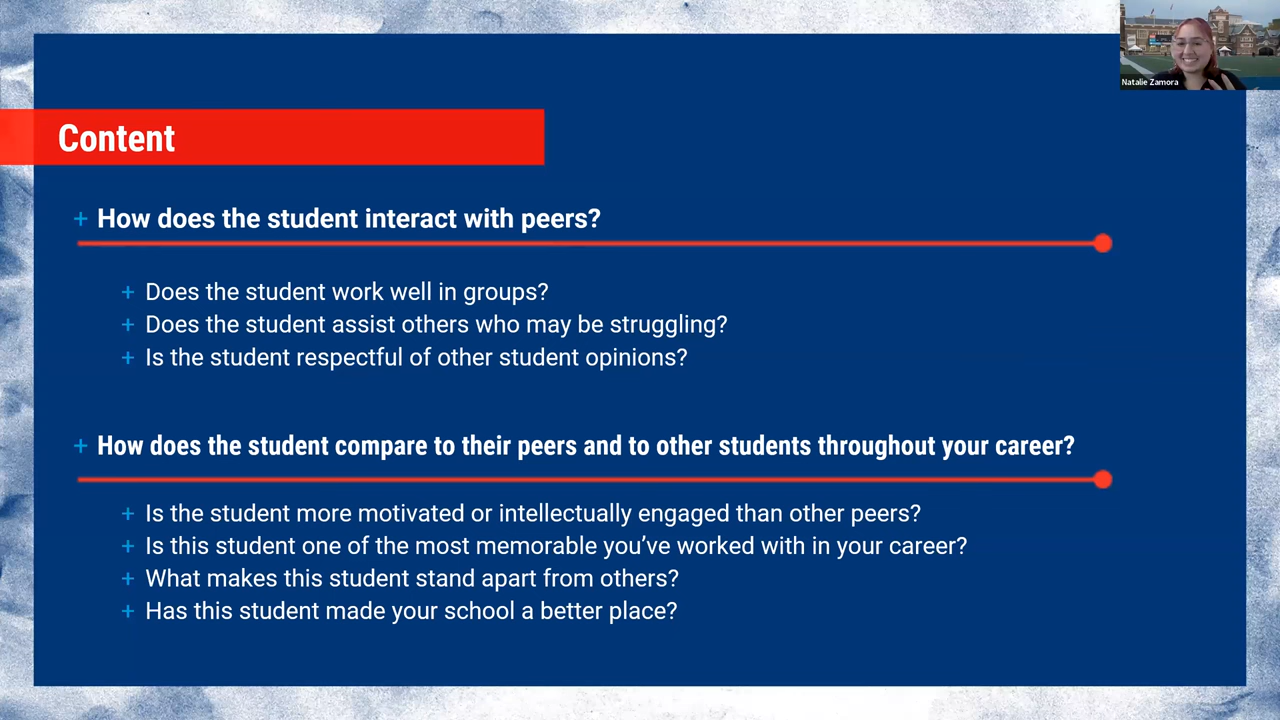 Natalie Zamora
Content
+ How does the student interact with peers?
+ Does the student work well in groups?
+ Does the student assist others who may be struggling?
+ Is the student respectful of other student opinions?
+ How does the student compare to their peers and to other students throughout your career?
+ Is the student more motivated or intellectually engaged than other peers?
+ Is this student one of the most memorable you’ve worked with in your career?
+ What makes this student stand apart from others?
+ Has this student made your school a better place?